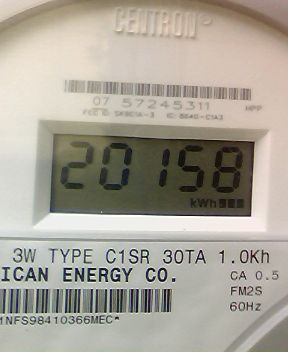 CENTRON®
07 57245311 HPP
20158
kWh
3W TYPE C1SR 30TA 1.0Kh
ICAN ENERGY CO. CA 0.5
FM2S
60Hz
1NFS98410366MEC*